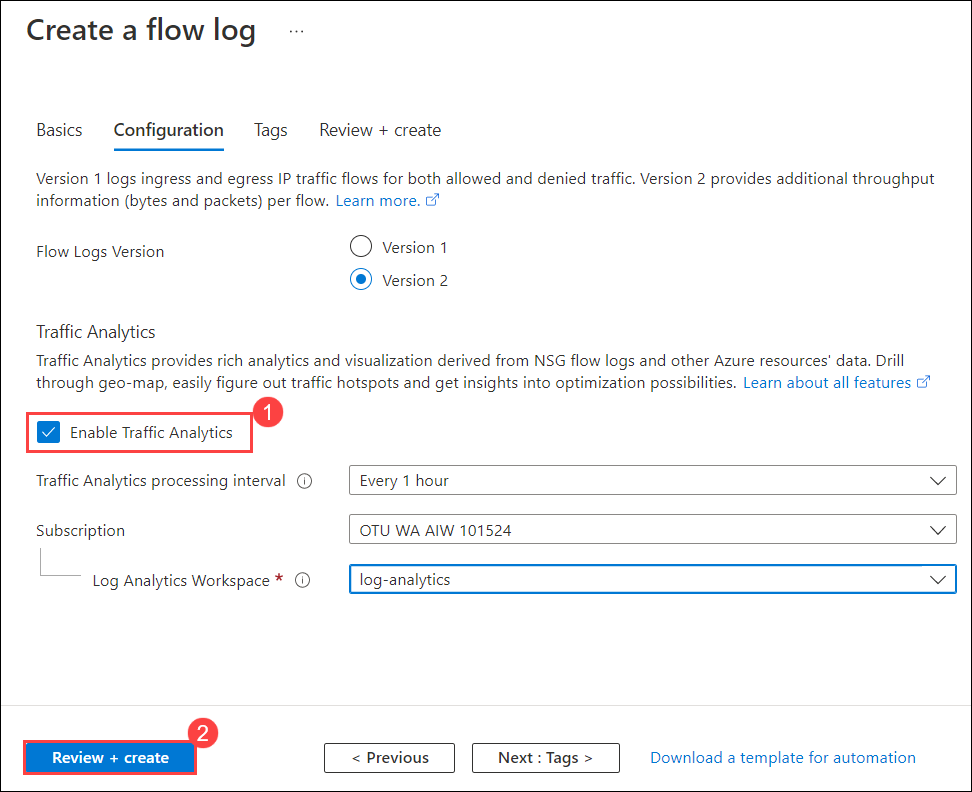 Create a flow log ...
Basics Configuration Tags Review + create
Version 1 logs ingress and egress IP traffic flows for both allowed and denied traffic. Version 2 provides additional throughput
information (bytes and packets) per flow. Learn more.
Flow Logs Version
Version 1
Version 2
Traffic Analytics
Traffic Analytics provides rich analytics and visualization derived from NSG flow logs and other Azure resources' data. Drill
through geo-map, easily figure out traffic hotspots and get insights into optimization possibilities. Learn about all features
1
Enable Traffic Analytics
Traffic Analytics processing interval Every 1 hour
Subscription OTU WA AIW 101524
Log Analytics Workspace * log-analytics
2
Review + create < Previous Next : Tags > Download a template for automation